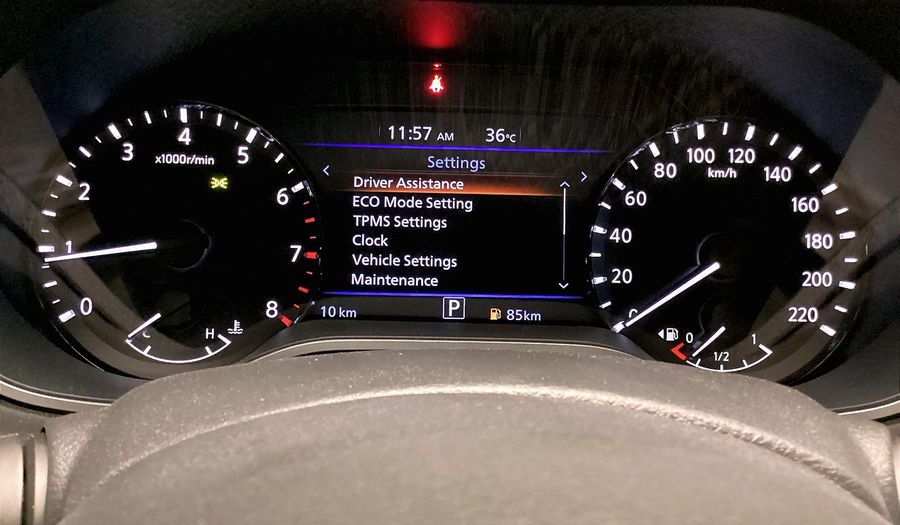 11:57 AM 36°C
Settings
Driver Assistance
ECO Mode Setting
TPMS Settings
Clock
Vehicle Settings
Maintenance
10 km P 85km
0 1 2 3 4 5 6 7 8
x1000r/min
C H
0 20 40 60 80 100 120 140 160 180 200 220
km/h
0 1/2 1